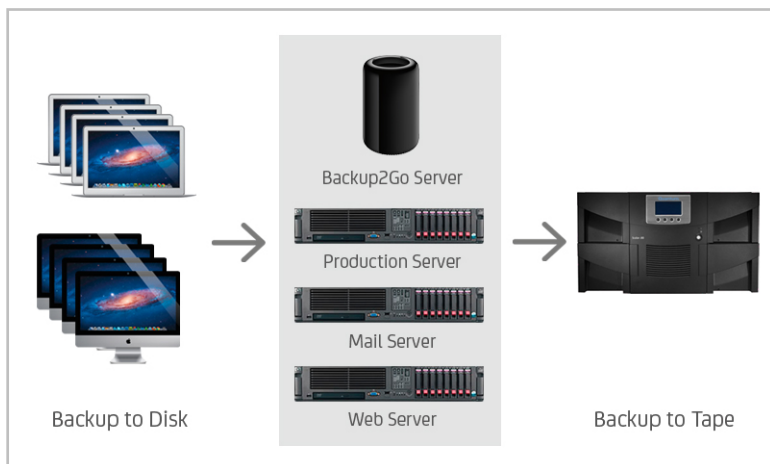 Backup2Go Server
Production Server
Mail Server
Web Server
Backup to Disk
Backup to Tape